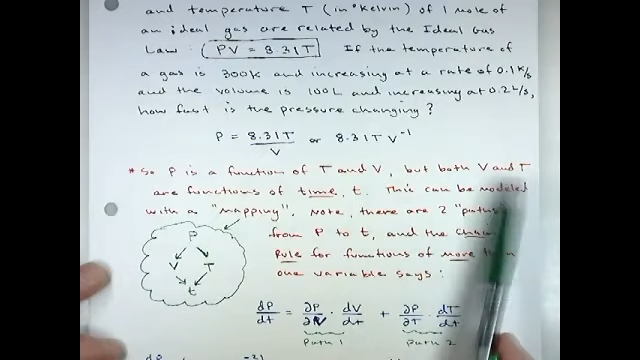 and temperature T (in °Kelvin) of 1 mole of
an ideal gas are related by the Ideal Gas
Law: PV = 8.31T If the temperature of
a gas is 300K and increasing at a rate of 0.1 K/s
and the volume is 100L and increasing at 0.2 L/s,
how fast is the pressure changing?
P = 8.31T/V or 8.31TV⁻¹
* So P is a function of T and V, but both V and T
are functions of time, t. This can be modeled
with a "mapping". Note, there are 2 "paths
from P to t, and the chain
Rule for functions of more than
one variable says:
P
V T
t
dP/dt = ∂P/∂V · dV/dt + ∂P/∂T · dT/dt
Path 1 Path 2